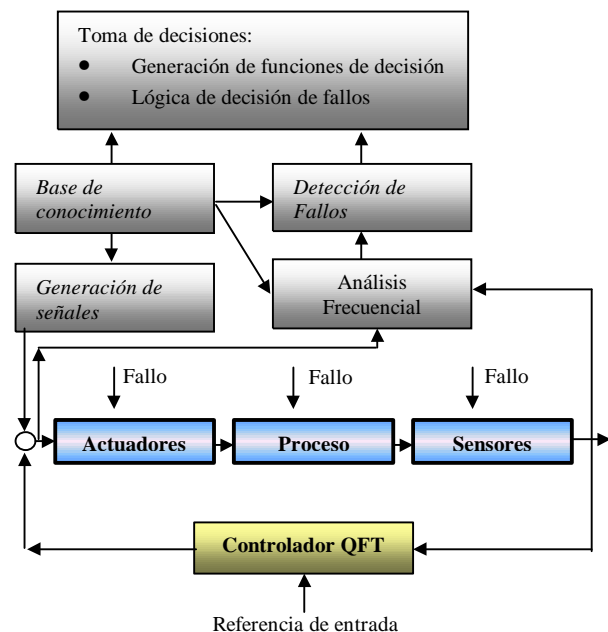 Toma de decisiones:
● Generación de funciones de decisión
● Lógica de decisión de fallos
Base de
conocimiento
Detección de
Fallos
Generación de
señales
Análisis
Frecuencial
Fallo
Fallo
Fallo
Actuadores
Proceso
Sensores
Controlador QFT
Referencia de entrada